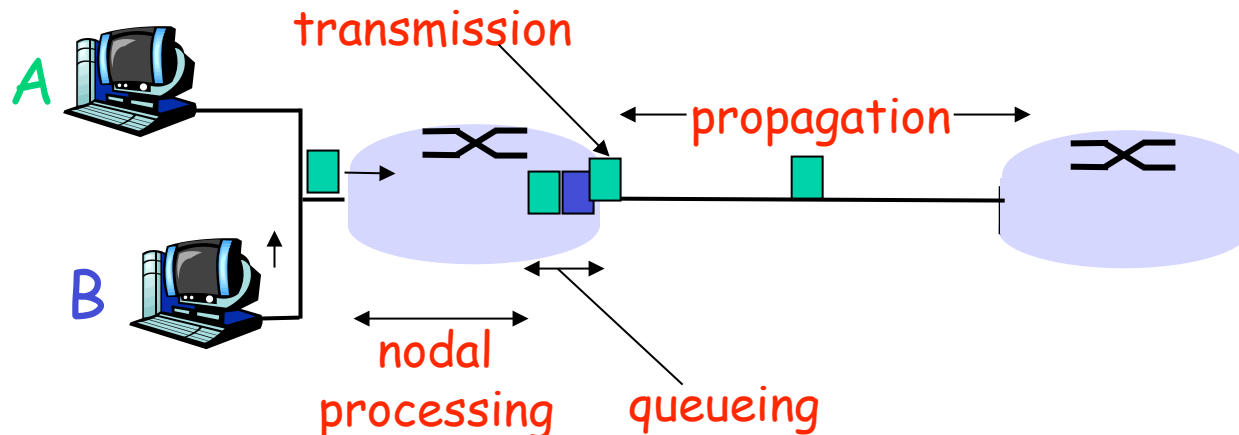 transmission
A
propagation
B
nodal
processing
queueing